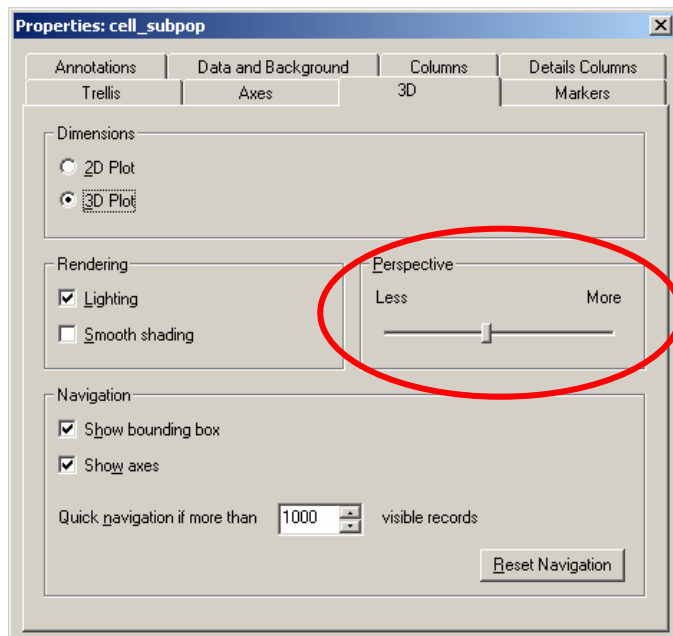 Properties: cell_subpop
Annotations Data and Background Columns Details Columns
Trellis Axes 3D Markers
Dimensions
2D Plot
3D Plot
Rendering Perspective
Lighting Less More
Smooth shading
Navigation
Show bounding box
Show axes
Quick navigation if more than 1000 visible records
Reset Navigation